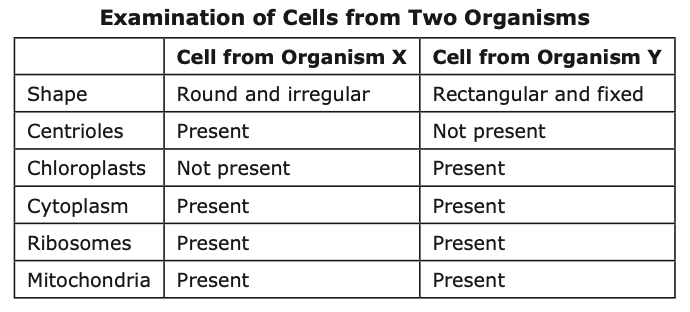 Examination of Cells from Two Organisms
Cell from Organism X Cell from Organism Y
Shape Round and irregular Rectangular and fixed
Centrioles Present Not present
Chloroplasts Not present Present
Cytoplasm Present Present
Ribosomes Present Present
Mitochondria Present Present